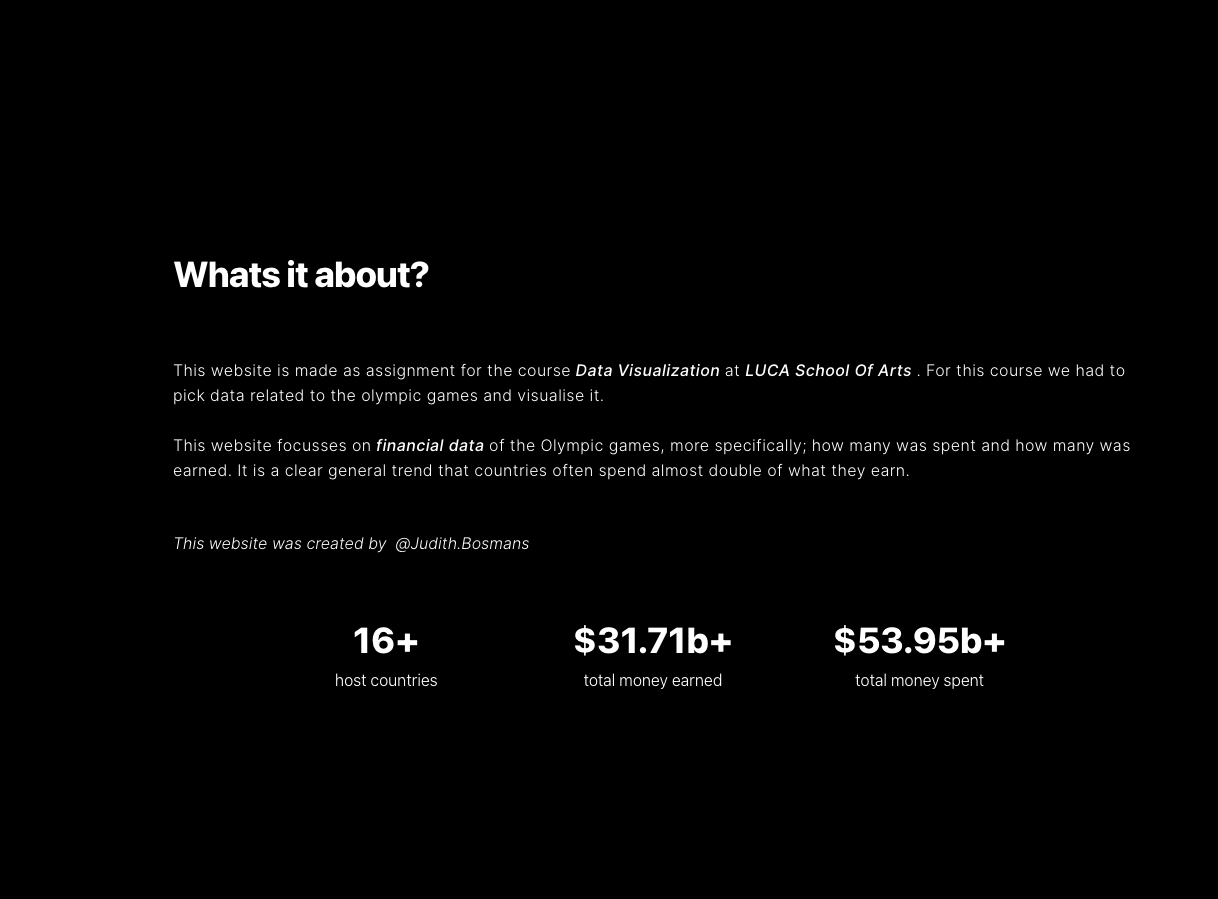 Whats it about?
This website is made as assignment for the course Data Visualization at LUCA School Of Arts . For this course we had to
pick data related to the olympic games and visualise it.
This website focusses on financial data of the Olympic games, more specifically; how many was spent and how many was
earned. It is a clear general trend that countries often spend almost double of what they earn.
This website was created by @Judith.Bosmans
16+ $31.71b+ $53.95b+
host countries total money earned total money spent